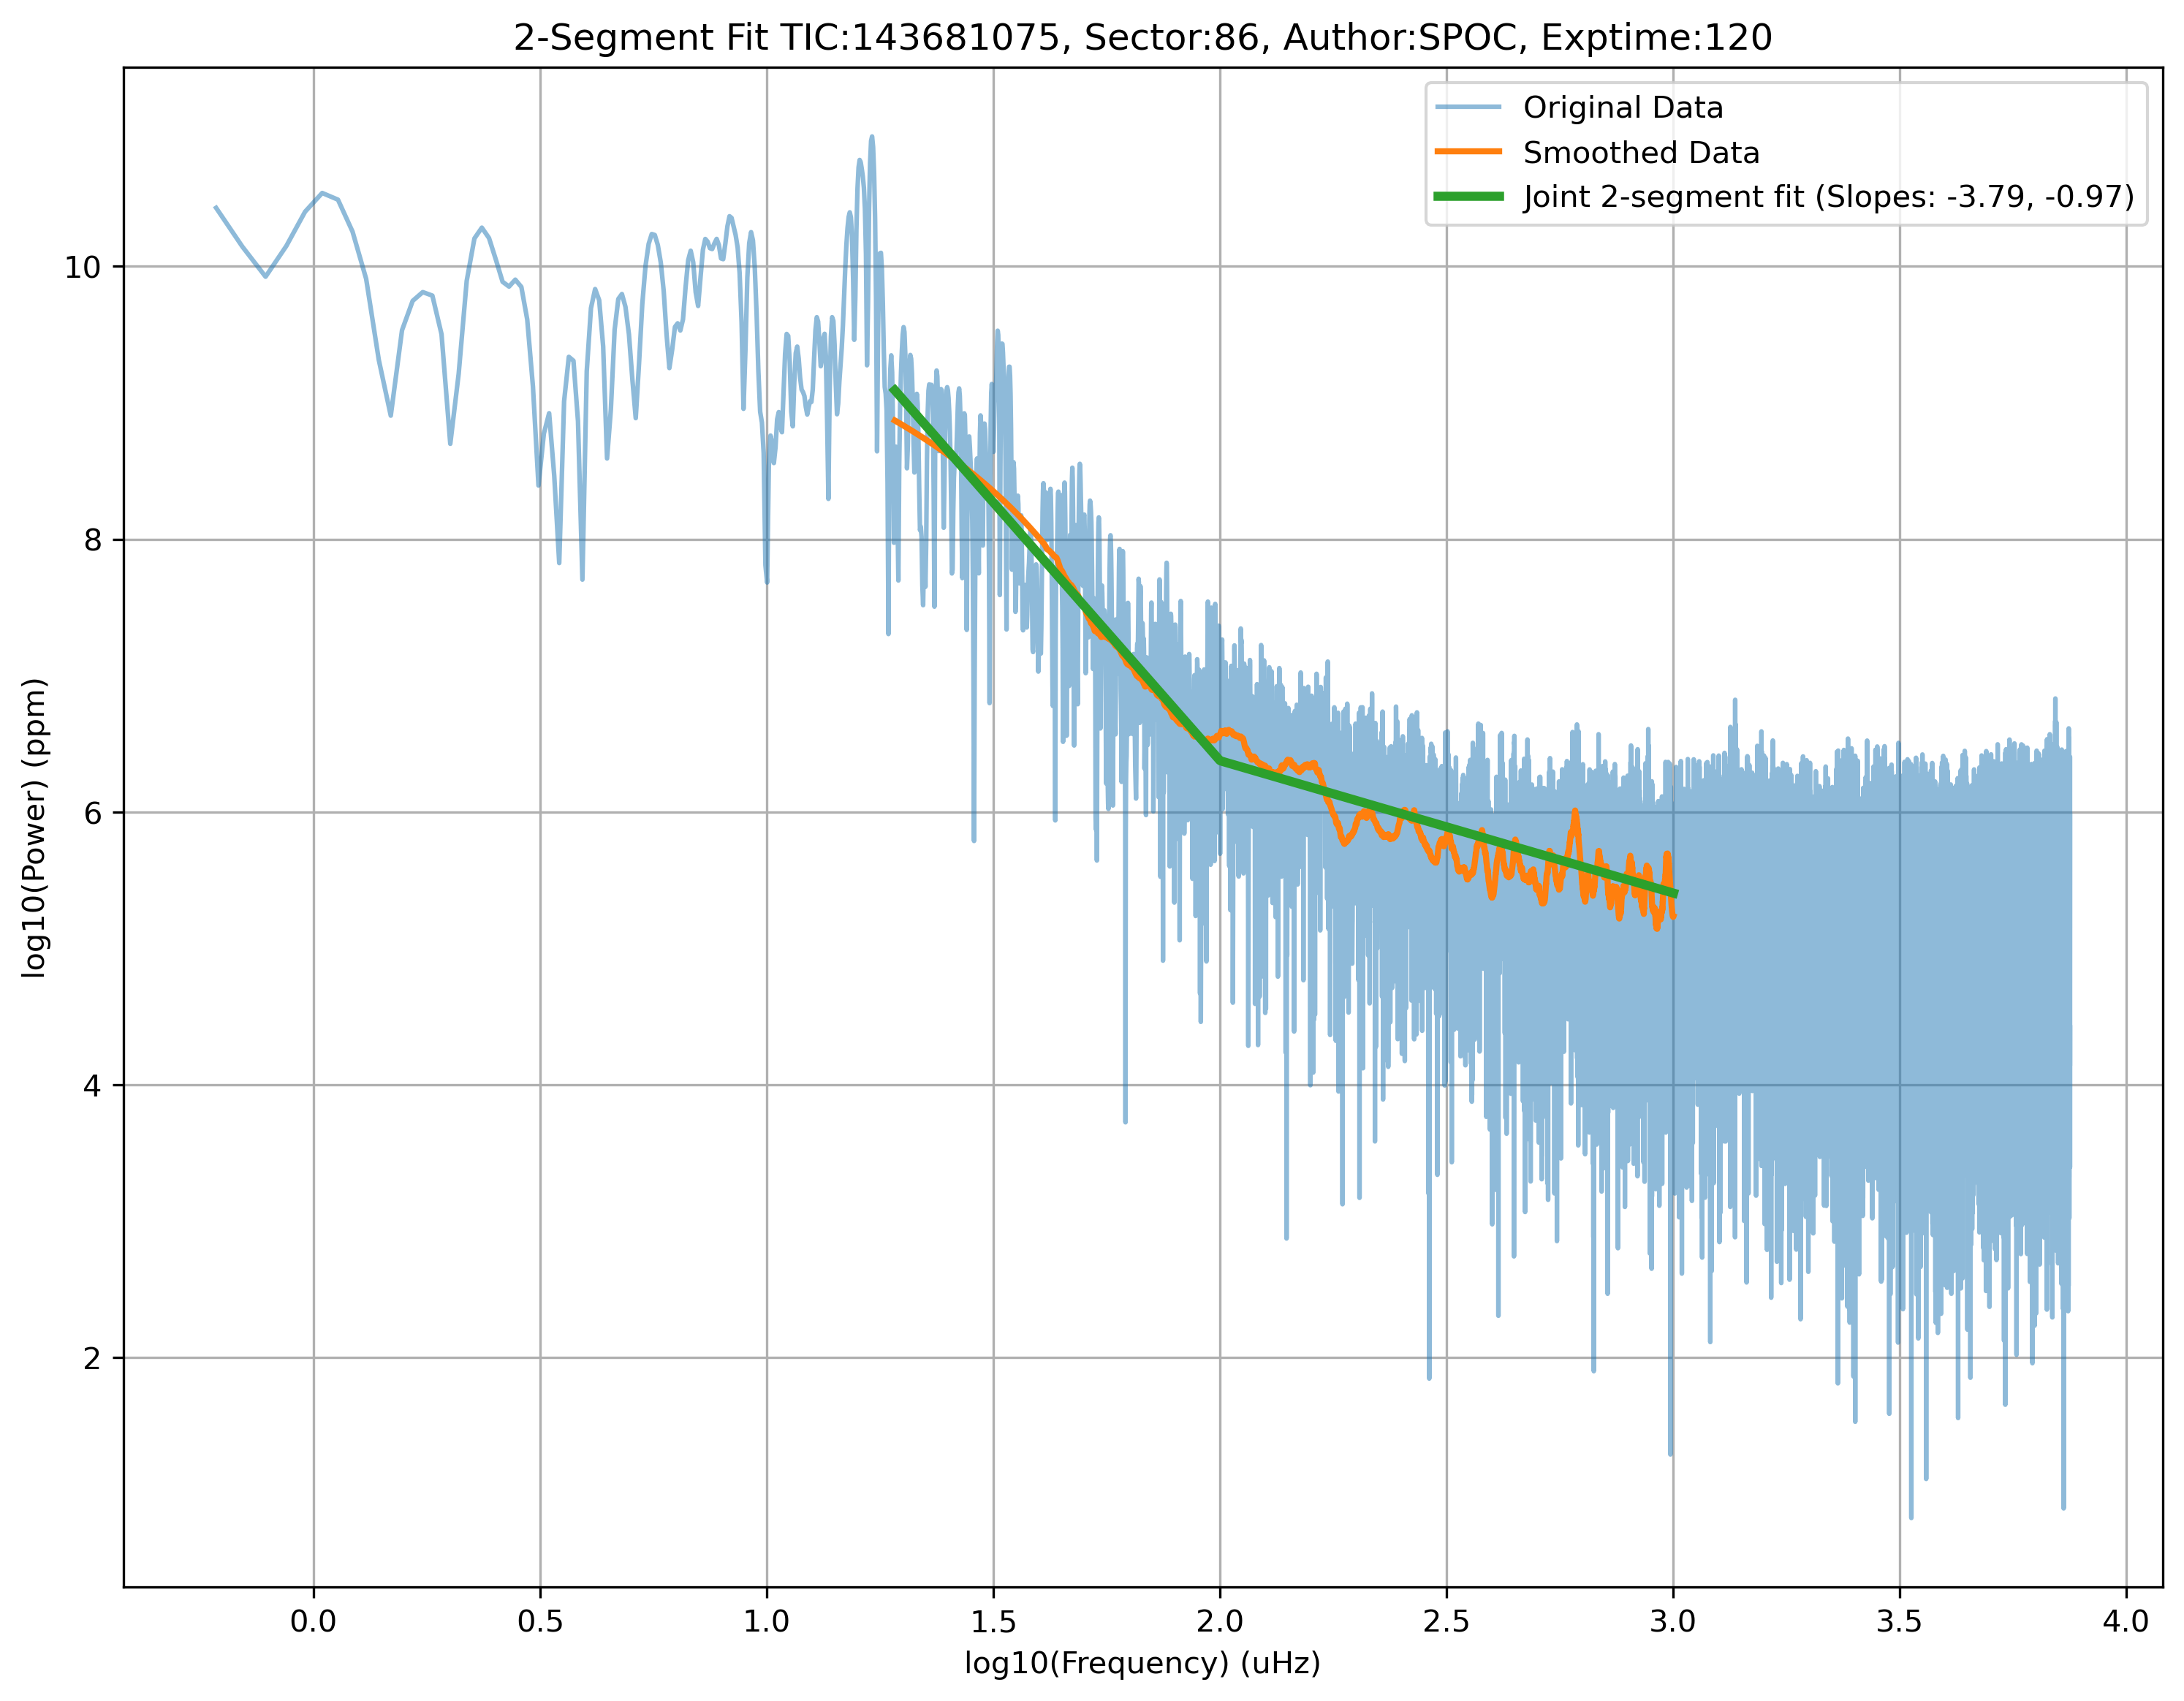 2-Segment Fit TIC:143681075, Sector:86, Author:SPOC, Exptime:120
Original Data
Smoothed Data
Joint 2-segment fit (Slopes: -3.79, -0.97)
log10(Power) (ppm)
10
8
6
4
2
0.0 0.5 1.0 1.5 2.0 2.5 3.0 3.5 4.0
log10(Frequency) (uHz)